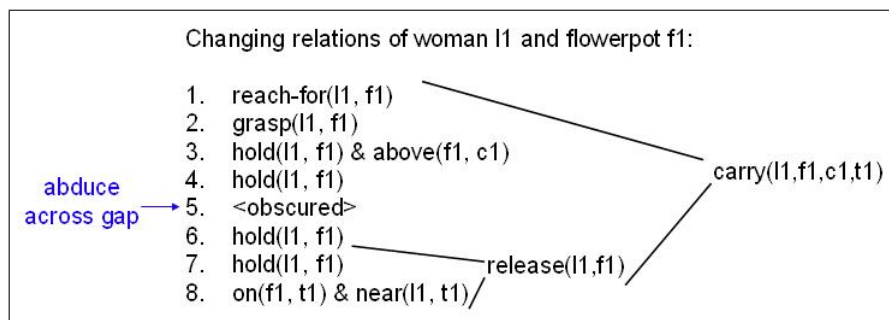 Changing relations of woman l1 and flowerpot f1:
1. reach-for(l1, f1)
2. grasp(l1, f1)
3. hold(l1, f1) & above(f1, c1)
4. hold(l1, f1)
5. <obscured>
6. hold(l1, f1)
7. hold(l1, f1)
8. on(f1, t1) & near(l1, t1)
abduce
across gap
release(l1,f1)
carry(l1,f1,c1,t1)